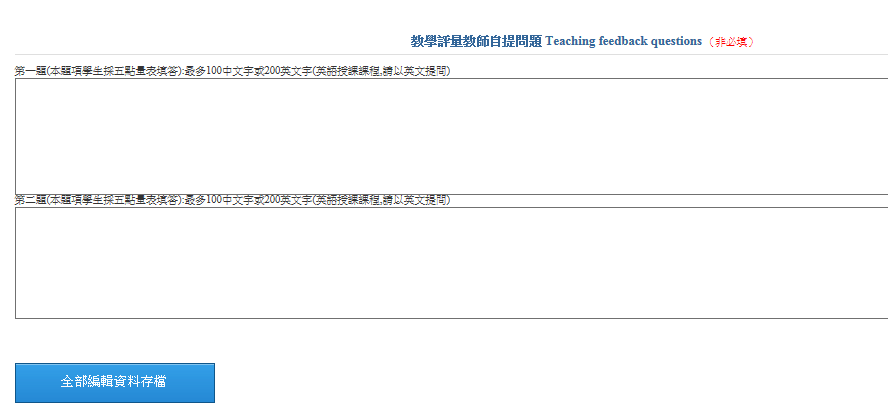 教學評量教師自提問題 Teaching feedback questions (非必填)
第一題(本題項學生採五點量表填答):最多100中文字或200英文字(英語授課課程,請以英文提問)
第二題(本題項學生採五點量表填答):最多100中文字或200英文字(英語授課課程,請以英文提問)
全部編輯資料存檔